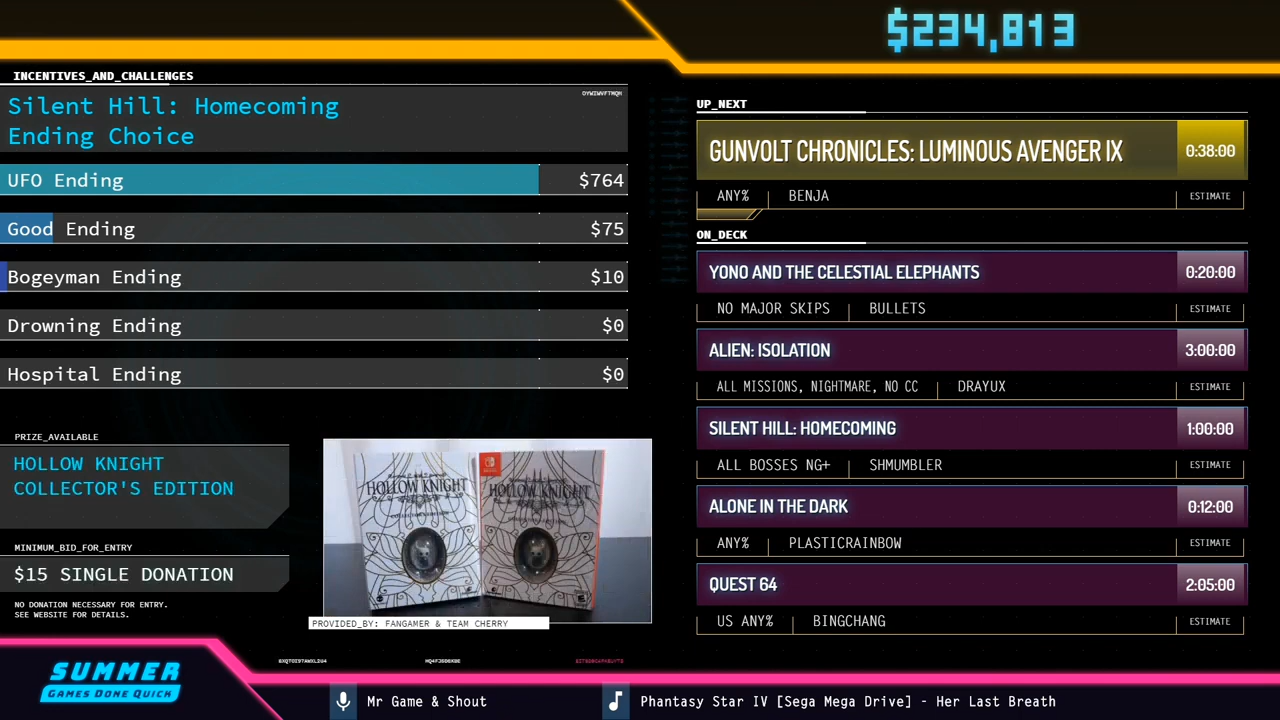 $234,813
INCENTIVES_AND_CHALLENGES
Silent Hill: Homecoming
Ending Choice
UFO Ending $764
Good Ending $75
Bogeyman Ending $10
Drowning Ending $0
Hospital Ending $0
PRIZE_AVAILABLE
HOLLOW KNIGHT
COLLECTOR'S EDITION
MINIMUM_BID_FOR_ENTRY
$15 SINGLE DONATION
NO DONATION NECESSARY FOR ENTRY.
SEE WEBSITE FOR DETAILS.
HOLLOW KNIGHT
HOLLOW KNIGHT
PROVIDED_BY: FANGAMER & TEAM CHERRY
UP_NEXT
GUNVOLT CHRONICLES: LUMINOUS AVENGER IX 0:38:00
ANY% BENJA ESTIMATE
ON_DECK
YONO AND THE CELESTIAL ELEPHANTS 0:20:00
NO MAJOR SKIPS BULLETS ESTIMATE
ALIEN: ISOLATION 3:00:00
ALL MISSIONS, NIGHTMARE, NO CC DRAYUX ESTIMATE
SILENT HILL: HOMECOMING 1:00:00
ALL BOSSES NG+ SHMUMBLER ESTIMATE
ALONE IN THE DARK 0:12:00
ANY% PLASTICRAINBOW ESTIMATE
QUEST 64 2:05:00
US ANY% BINGCHANG ESTIMATE
SUMMER
GAMES DONE QUICK
Mr Game & Shout
Phantasy Star IV [Sega Mega Drive] - Her Last Breath